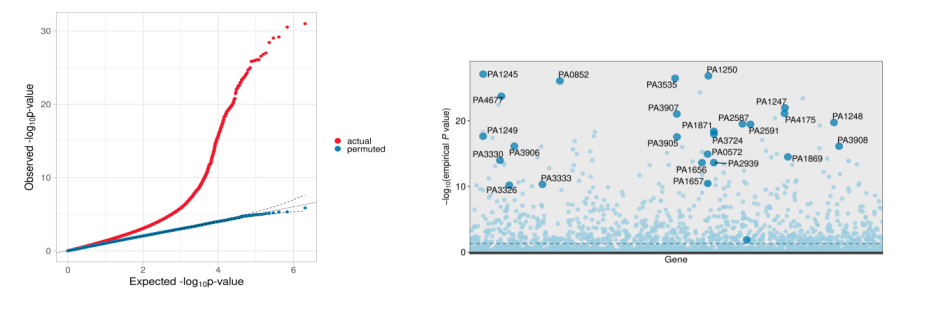 30
20
10
0
0
2
4
6
Observed -log₁₀p-value
Expected -log₁₀p-value
actual
permuted
−log₁₀(empirical P value)
20
10
0
Gene
PA1245
PA0852
PA3535
PA1250
PA4677
PA3907
PA1247
PA2587
PA4175
PA1248
PA1249
PA1871
PA2591
PA3905
PA3724
PA3908
PA3330
PA3906
PA0572
PA1656
PA2939
PA1869
PA3326
PA3333
PA1657